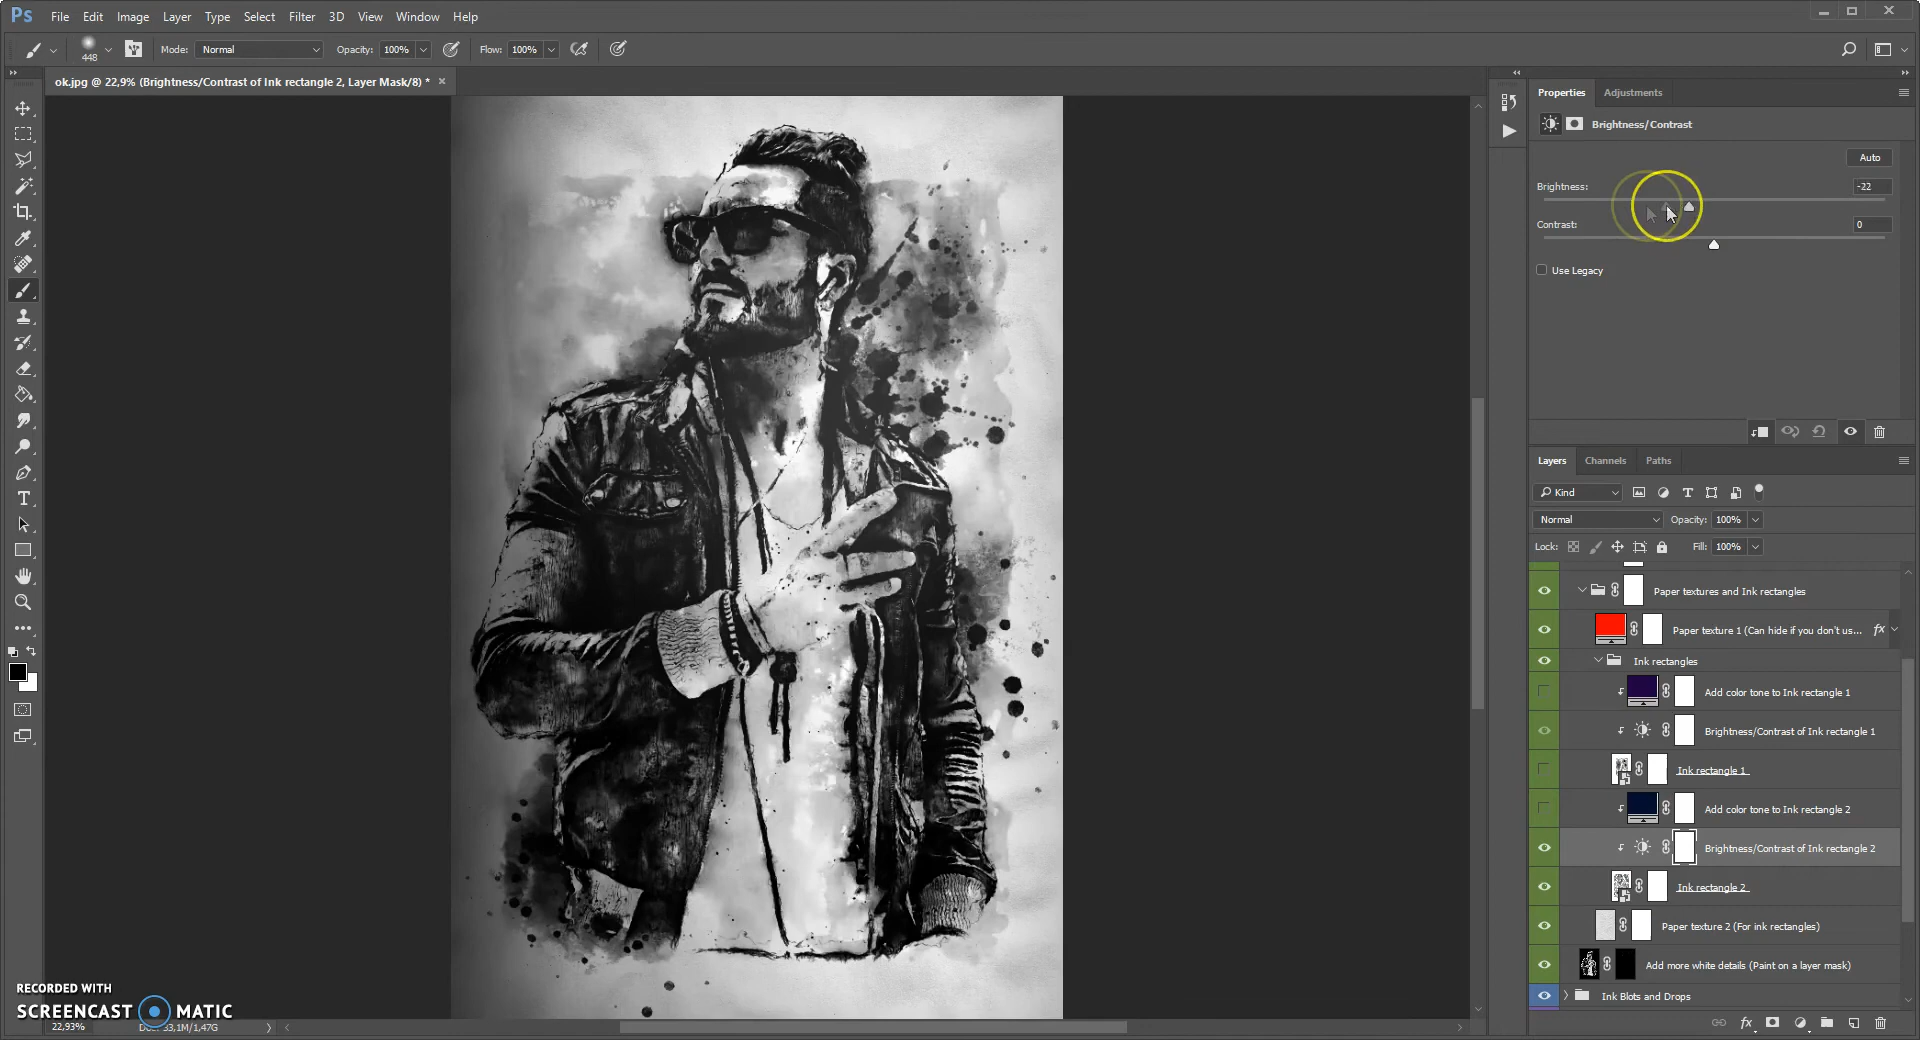 Ps File Edit Image Layer Type Select Filter 3D View Window Help
448 Mode: Normal Opacity: 100% Flow: 100%
ok.jpg @ 22,9% (Brightness/Contrast of Ink rectangle 2, Layer Mask/8) *
Properties Adjustments
Brightness/Contrast
Auto
Brightness: -22
Contrast: 0
Use Legacy
Layers Channels Paths
Kind
Normal Opacity: 100%
Lock: Fill: 100%
Paper textures and Ink rectangles
Paper texture 1 (Can hide if you don't us... fx
Ink rectangles
Add color tone to Ink rectangle 1
Brightness/Contrast of Ink rectangle 1
Ink rectangle 1
Add color tone to Ink rectangle 2
Brightness/Contrast of Ink rectangle 2
Ink rectangle 2
Paper texture 2 (For ink rectangles)
Add more white details (Paint on a layer mask)
Ink Blots and Drops
fx
RECORDED WITH
SCREENCAST MATIC
22,93% 33,1M/1,47G